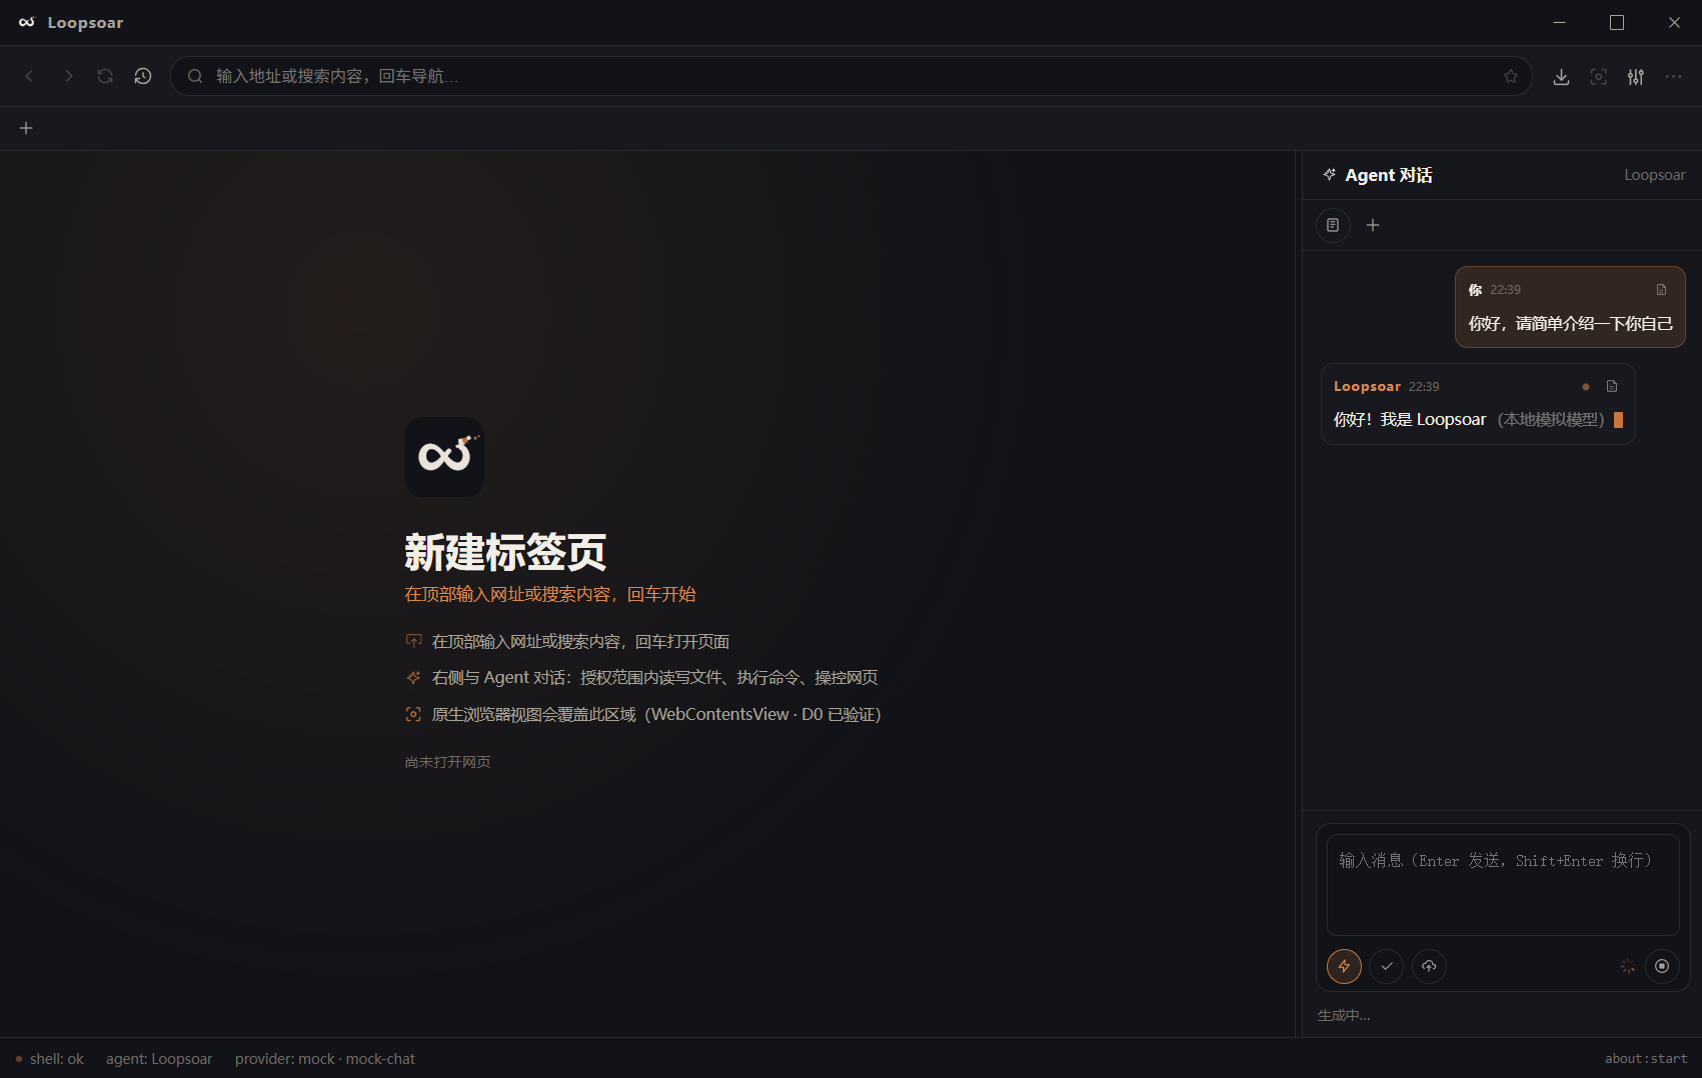 Loopsoar
输入地址或搜索内容，回车导航...
Agent 对话
Loopsoar
你 22:39
你好，请简单介绍一下你自己
Loopsoar 22:39
你好！我是 Loopsoar（本地模拟模型）
新建标签页
在顶部输入网址或搜索内容，回车开始
在顶部输入网址或搜索内容，回车打开页面
右侧与 Agent 对话：授权范围内读写文件、执行命令、操控网页
原生浏览器视图会覆盖此区域（WebContentsView · D0 已验证）
尚未打开网页
输入消息（Enter 发送，Shift+Enter 换行）
生成中...
shell: ok
agent: Loopsoar
provider: mock · mock-chat
about:start